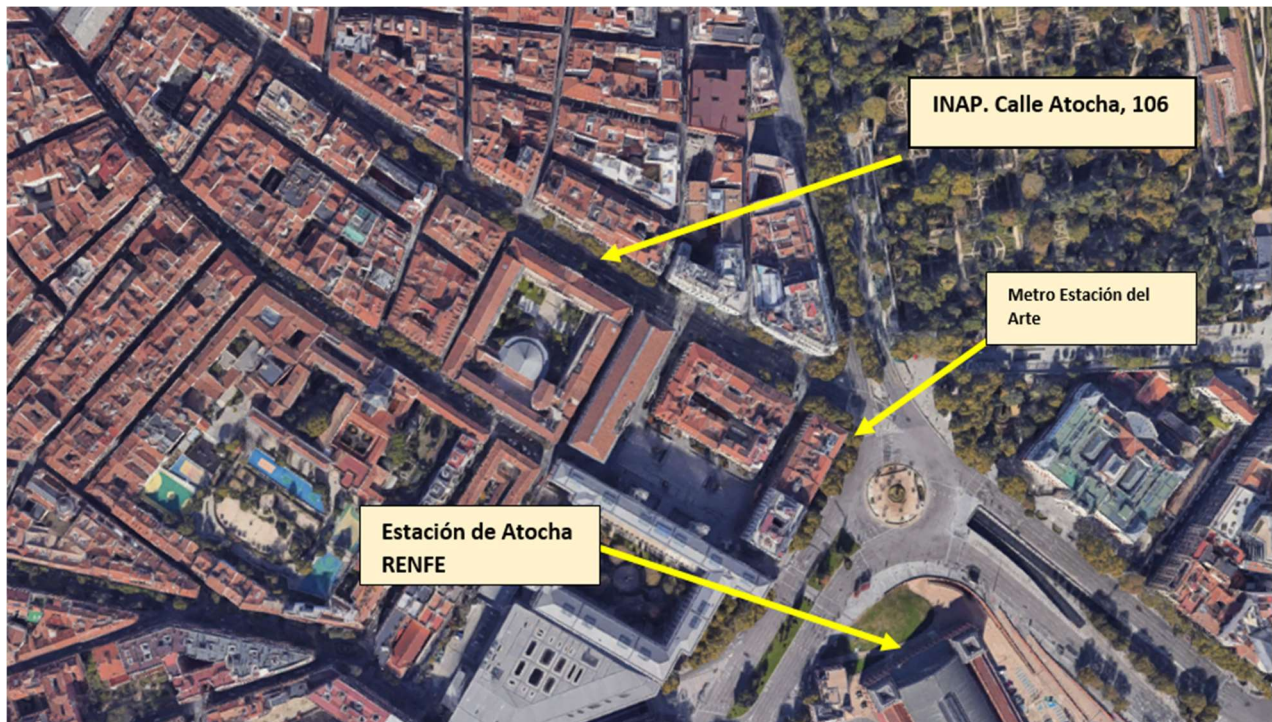 INAP. Calle Atocha, 106
Metro Estación del
Arte
Estación de Atocha
RENFE